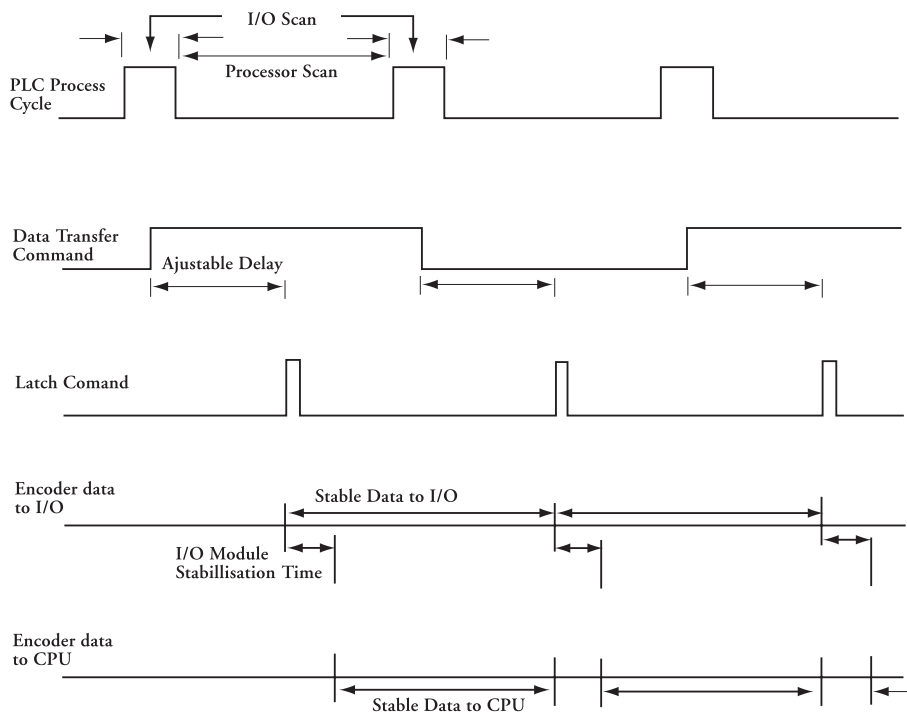 I/O Scan
Processor Scan
PLC Process
Cycle
Data Transfer
Command
Ajustable Delay
Latch Comand
Encoder data
to I/O
Stable Data to I/O
I/O Module
Stabillisation Time
Encoder data
to CPU
Stable Data to CPU